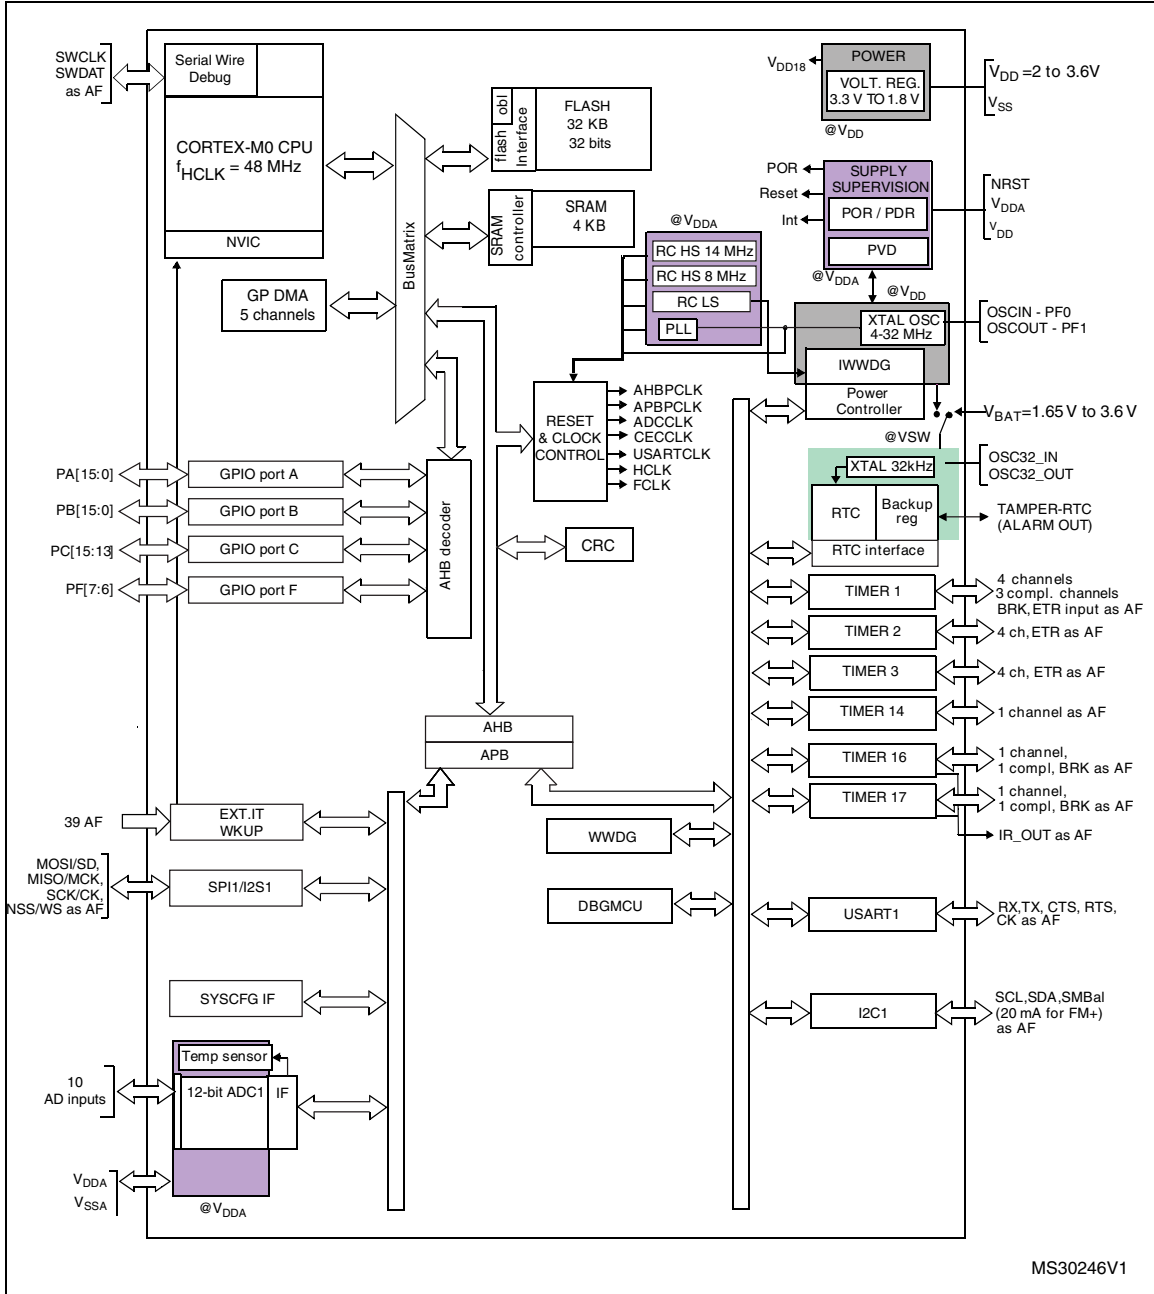 SWCLK
SWDAT
as AF
Serial Wire
Debug
CORTEX-M0 CPU
fHCLK = 48 MHz
NVIC
GP DMA
5 channels
BusMatrix
obl
flash
Interface
FLASH
32 KB
32 bits
SRAM
controller
SRAM
4 KB
@VDDA
RC HS 14 MHz
RC HS 8 MHz
RC LS
PLL
VDD18
POWER
VOLT. REG.
3.3 V TO 1.8 V
@VDD
VDD =2 to 3.6V
VSS
POR
Reset
Int
SUPPLY
SUPERVISION
POR / PDR
PVD
@VDDA
@VDD
NRST
VDDA
VDD
XTAL OSC
4-32 MHz
OSCIN - PF0
OSCOUT - PF1
IWWDG
Power
Controller
VBAT=1.65 V to 3.6 V
@VSW
RESET
& CLOCK
CONTROL
AHBPCLK
APBPCLK
ADCCLK
CECCLK
USARTCLK
HCLK
FCLK
XTAL 32kHz
OSC32_IN
OSC32_OUT
RTC
Backup
reg
TAMPER-RTC
(ALARM OUT)
RTC interface
PA[15:0]
GPIO port A
PB[15:0]
GPIO port B
PC[15:13]
GPIO port C
PF[7:6]
GPIO port F
AHB decoder
CRC
TIMER 1
4 channels
3 compl. channels
BRK, ETR input as AF
TIMER 2
4 ch, ETR as AF
TIMER 3
4 ch, ETR as AF
TIMER 14
1 channel as AF
AHB
APB
TIMER 16
1 channel,
1 compl, BRK as AF
TIMER 17
1 channel,
1 compl, BRK as AF
IR_OUT as AF
39 AF
EXT.IT
WKUP
WWDG
MOSI/SD,
MISO/MCK,
SCK/CK,
NSS/WS as AF
SPI1/I2S1
DBGMCU
USART1
RX,TX, CTS, RTS,
CK as AF
SYSCFG IF
I2C1
SCL,SDA,SMBal
(20 mA for FM+)
as AF
Temp sensor
10
AD inputs
12-bit ADC1
IF
VDDA
VSSA
@VDDA
MS30246V1